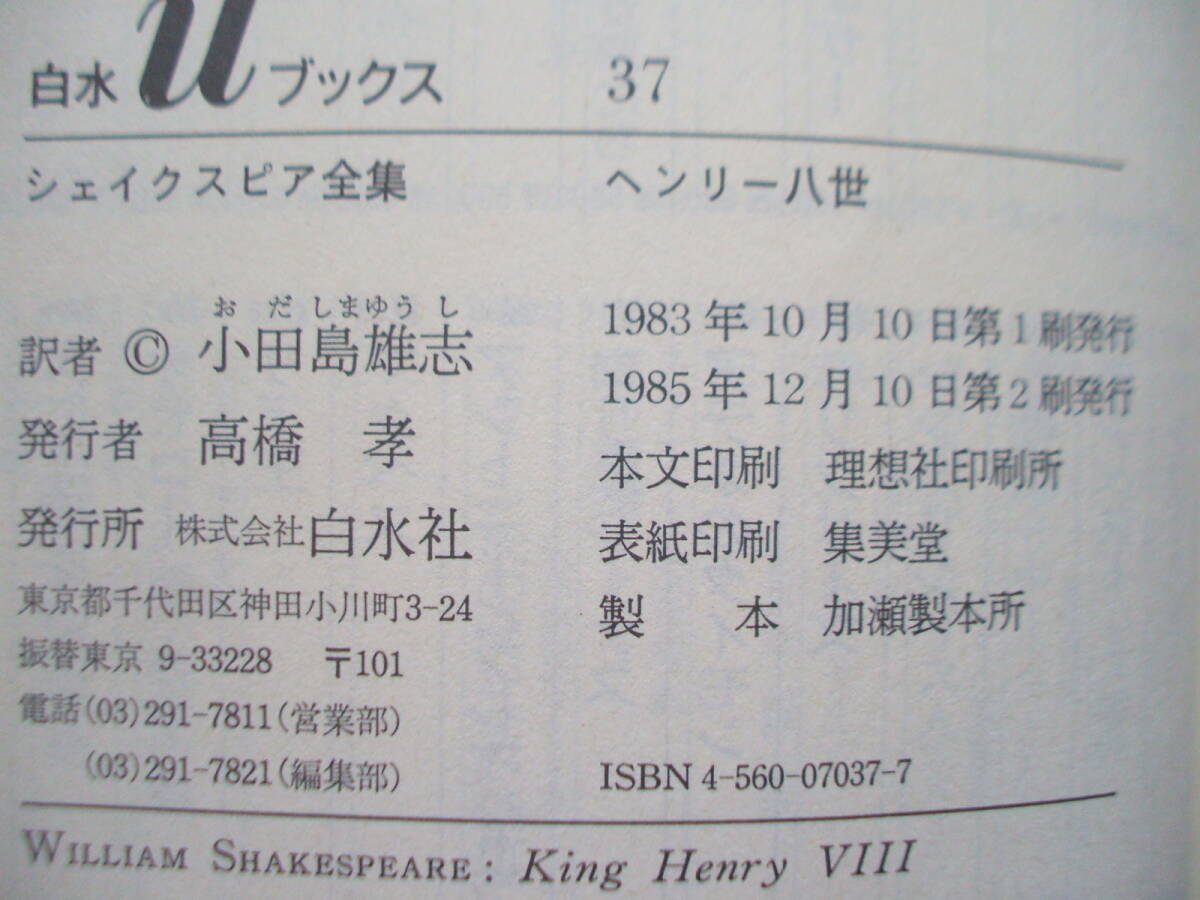 白水uブックス 37
シェイクスピア全集 ヘンリー八世
おだしまゆうし
訳者 © 小田島雄志
発行者 高橋 孝
発行所 株式会社白水社
東京都千代田区神田小川町3-24
振替東京 9-33228 〒101
電話(03)291-7811(営業部)
(03)291-7821(編集部)
1983年10月10日第1刷発行
1985年12月10日第2刷発行
本文印刷 理想社印刷所
表紙印刷 集美堂
製 本 加瀬製本所
ISBN 4-560-07037-7
WILLIAM SHAKESPEARE: King Henry VIII